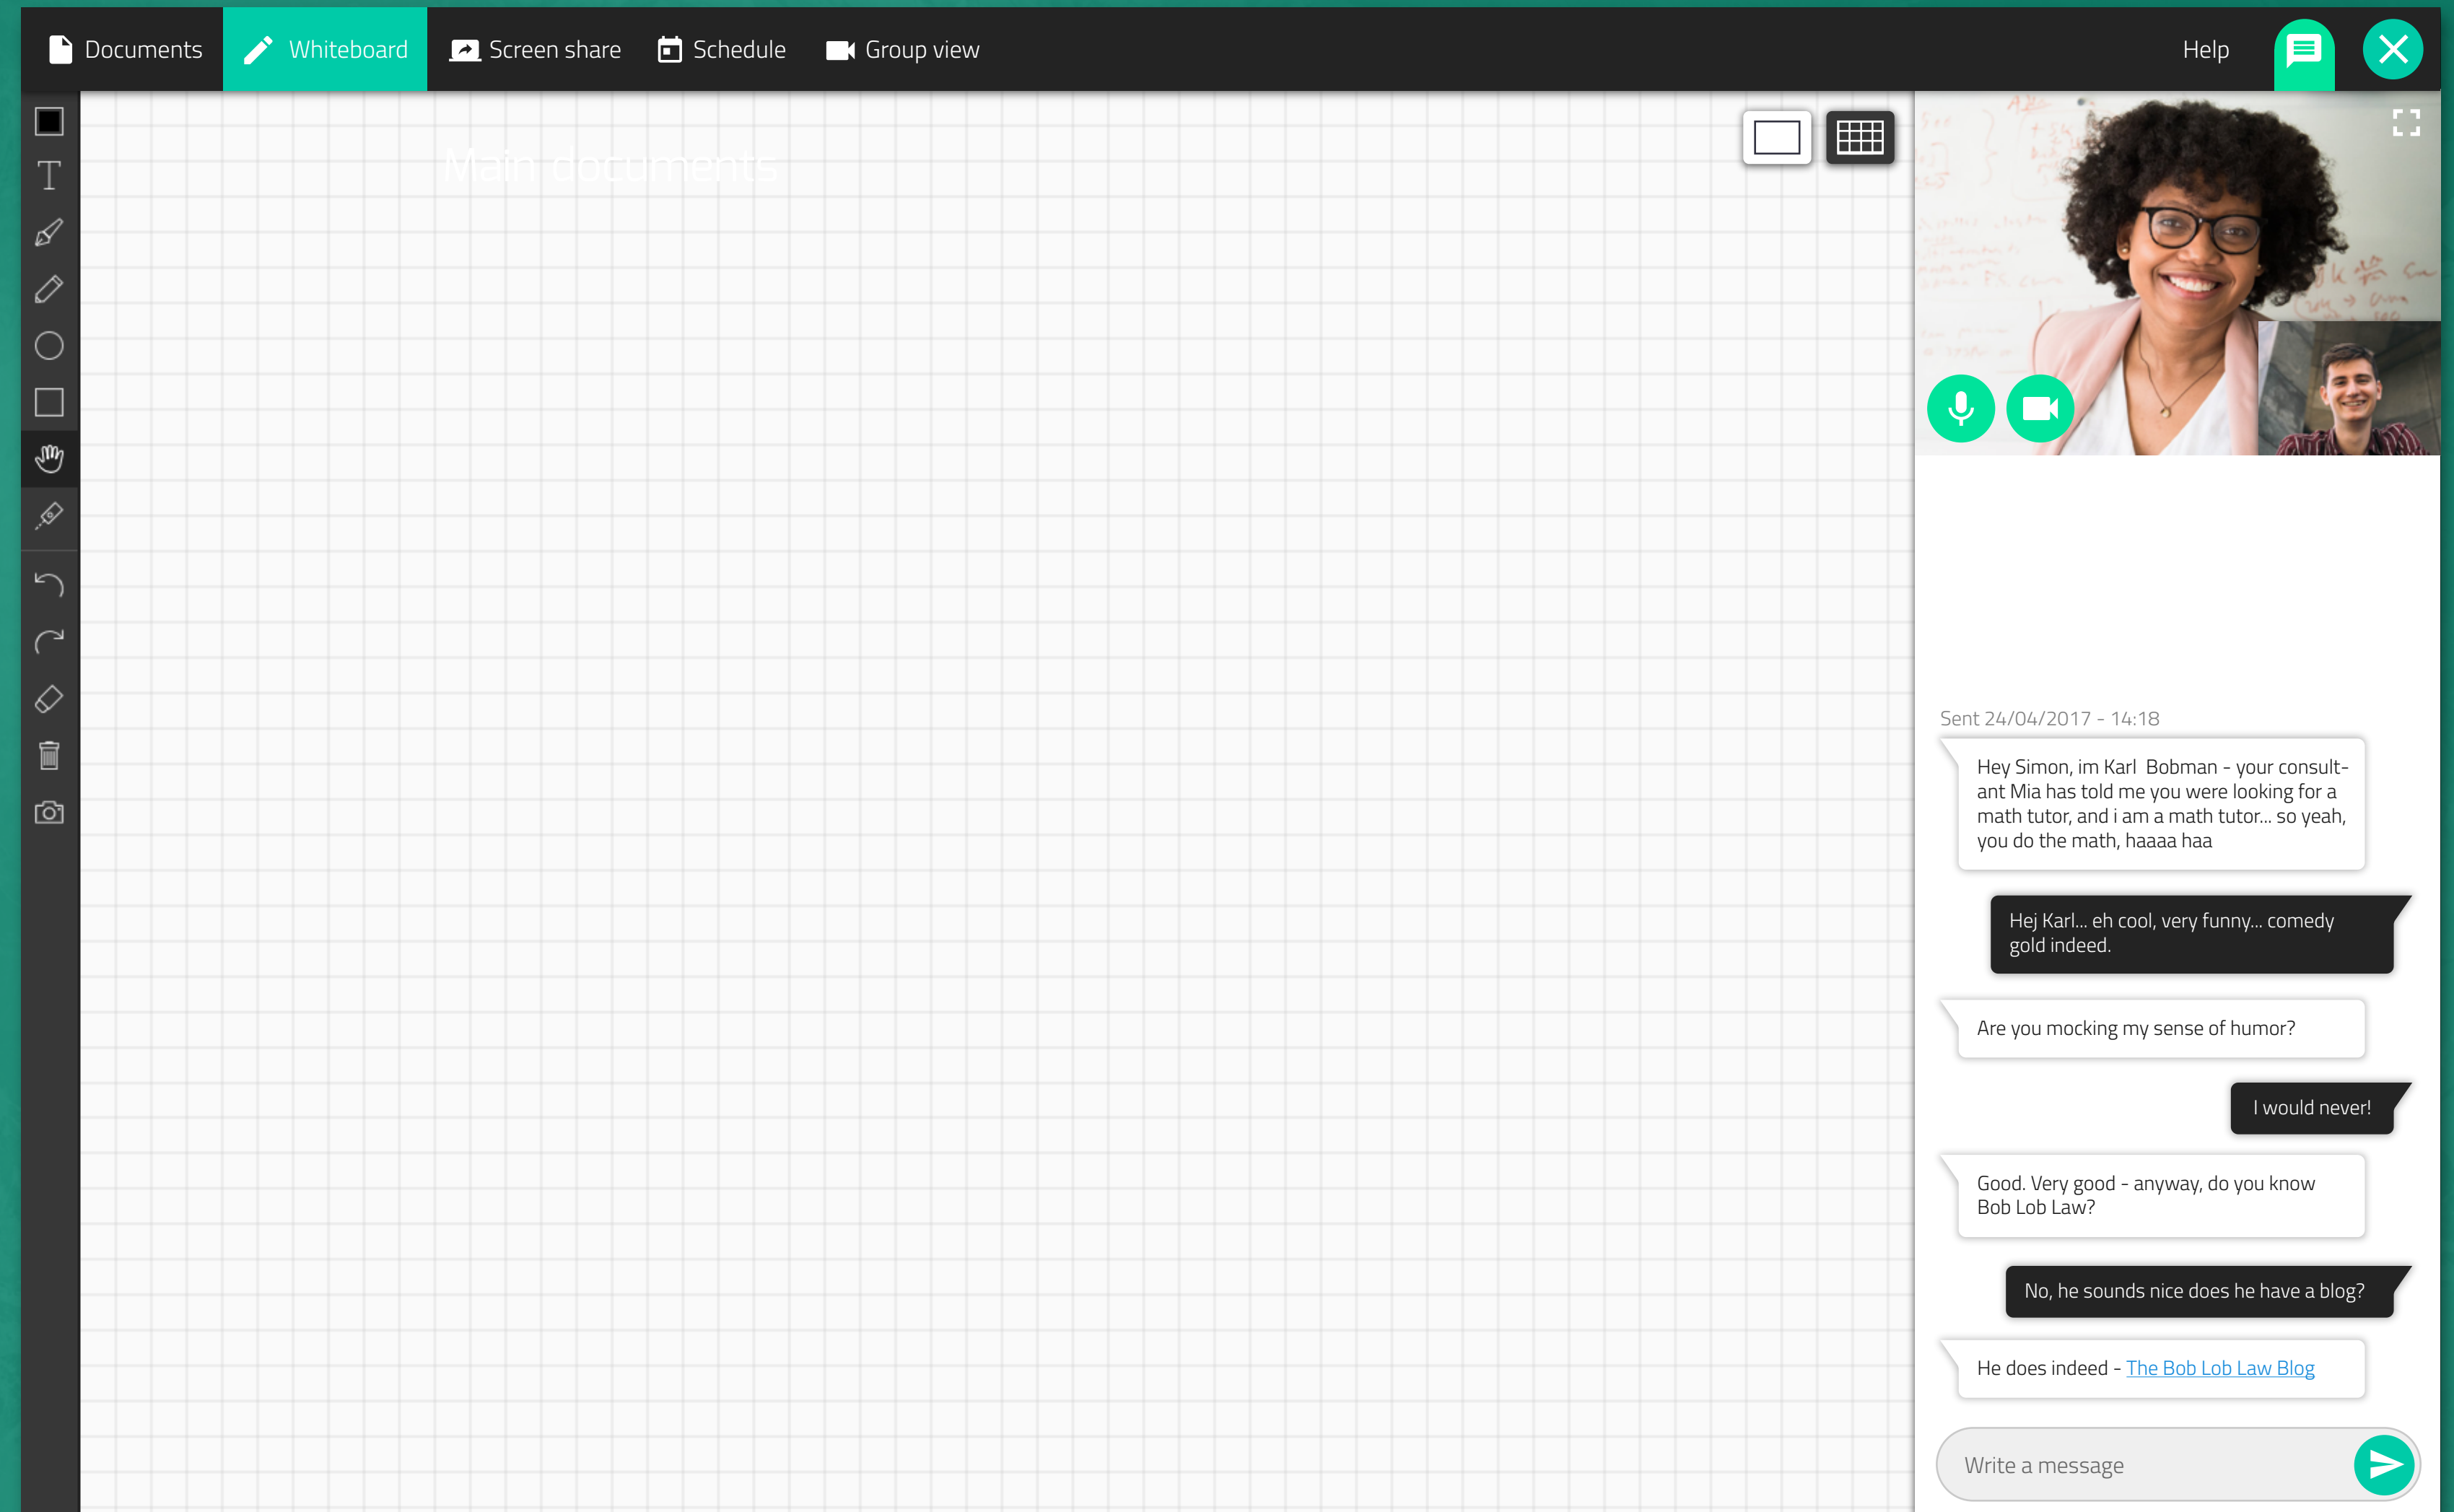 Documents
Whiteboard
Screen share
Schedule
Group view
Help
Main documents
Sent 24/04/2017 - 14:18
Hey Simon, im Karl  Bobman - your consult-
ant Mia has told me you were looking for a
math tutor, and i am a math tutor... so yeah,
you do the math, haaaa haa
Hej Karl... eh cool, very funny... comedy
gold indeed.
Are you mocking my sense of humor?
I would never!
Good. Very good - anyway, do you know
Bob Lob Law?
No, he sounds nice does he have a blog?
He does indeed - The Bob Lob Law Blog
Write a message